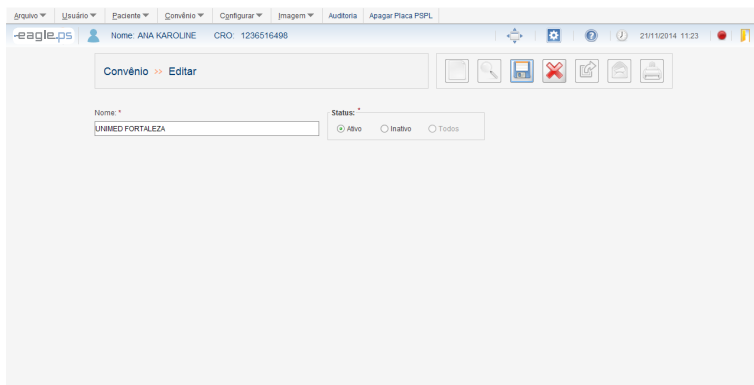 Arquivo Usuário Paciente Convênio Configurar Imagem Auditoria Apagar Placa PSPL
eagle.ps Nome: ANA KAROLINE CRO: 1236516498 21/11/2014 11:23
Convênio >> Editar
Nome: * Status: *
UNIMED FORTALEZA Ativo Inativo Todos